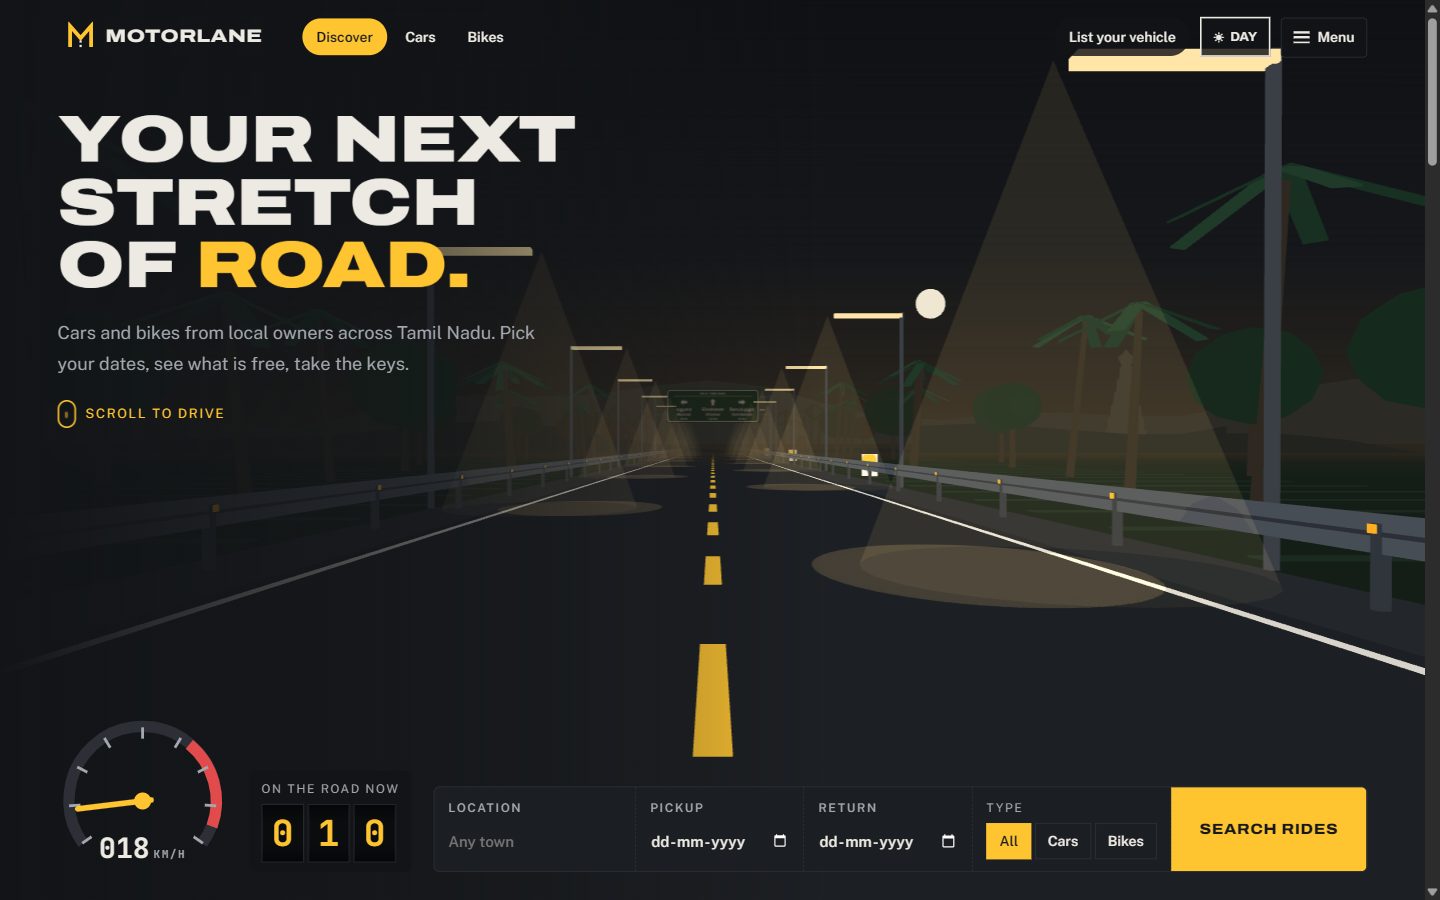 MOTORLANE
Discover
Cars
Bikes
List your vehicle
DAY
Menu
YOUR NEXT
STRETCH
OF ROAD.
Cars and bikes from local owners across Tamil Nadu. Pick
your dates, see what is free, take the keys.
SCROLL TO DRIVE
018 KM/H
ON THE ROAD NOW
0 1 0
LOCATION
Any town
PICKUP
dd-mm-yyyy
RETURN
dd-mm-yyyy
TYPE
All
Cars
Bikes
SEARCH RIDES